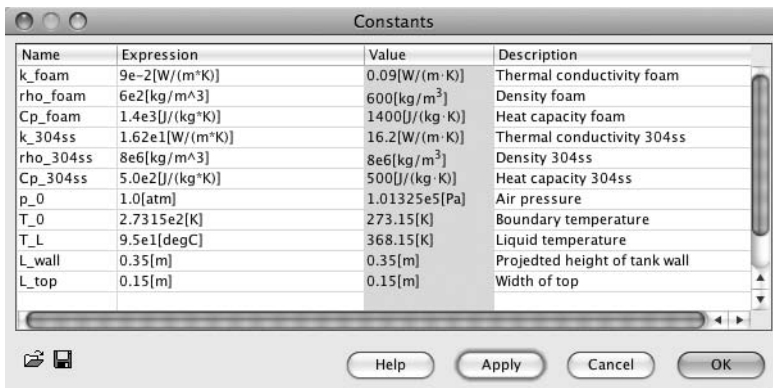 Constants
Name Expression Value Description
k_foam 9e-2[W/(m*K)] 0.09[W/(m·K)] Thermal conductivity foam
rho_foam 6e2[kg/m^3] 600[kg/m³] Density foam
Cp_foam 1.4e3[J/(kg*K)] 1400[J/(kg·K)] Heat capacity foam
k_304ss 1.62e1[W/(m*K)] 16.2[W/(m·K)] Thermal conductivity 304ss
rho_304ss 8e6[kg/m^3] 8e6[kg/m³] Density 304ss
Cp_304ss 5.0e2[J/(kg*K)] 500[J/(kg·K)] Heat capacity 304ss
p_0 1.0[atm] 1.01325e5[Pa] Air pressure
T_0 2.7315e2[K] 273.15[K] Boundary temperature
T_L 9.5e1[degC] 368.15[K] Liquid temperature
L_wall 0.35[m] 0.35[m] Projedted height of tank wall
L_top 0.15[m] 0.15[m] Width of top
Help Apply Cancel OK